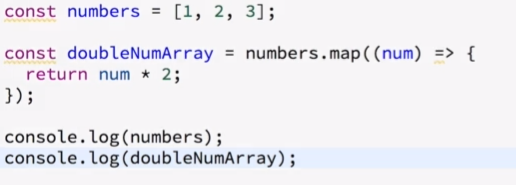 const numbers = [1, 2, 3];
const doubleNumArray = numbers.map((num) => {
  return num * 2;
});
console.log(numbers);
console.log(doubleNumArray);